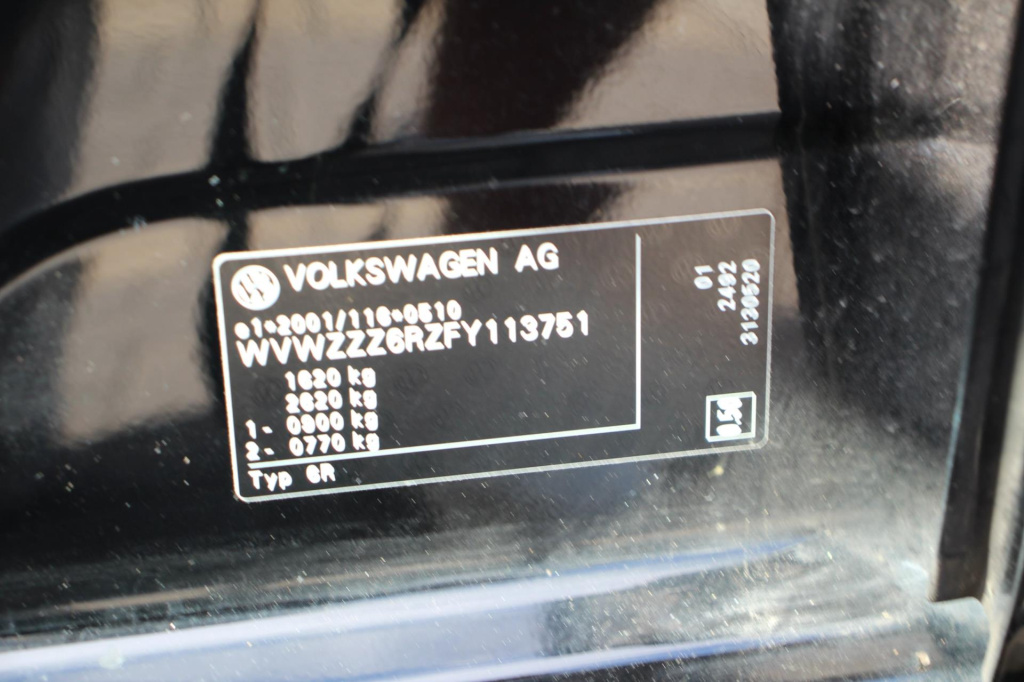 VOLKSWAGEN AG
e1*2001/116*0510
WVWZZZ6RZFY113751
1620 kg
2620 kg
1- 0900 kg
2- 0770 kg
Typ 6R
01
2492
3130520